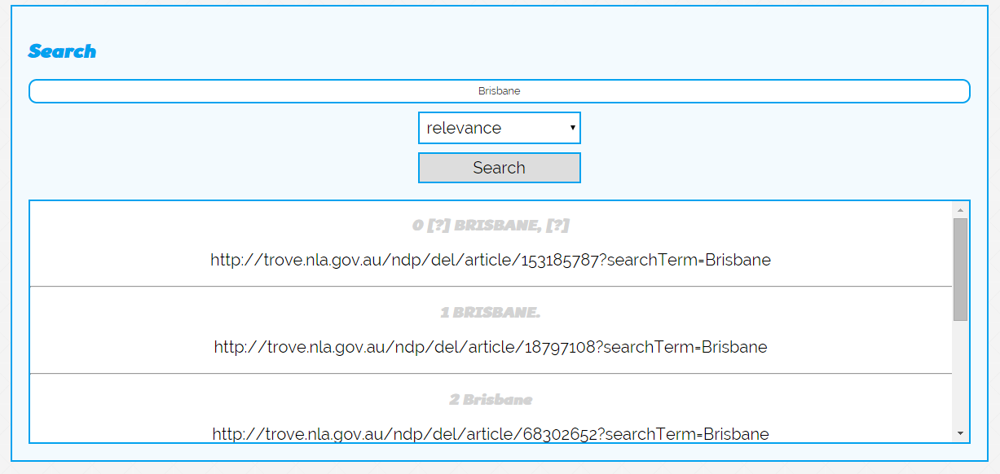 Search
Brisbane
relevance
Search
0 [?] BRISBANE, [?]
http://trove.nla.gov.au/ndp/del/article/153185787?searchTerm=Brisbane
1 BRISBANE.
http://trove.nla.gov.au/ndp/del/article/18797108?searchTerm=Brisbane
2 Brisbane
http://trove.nla.gov.au/ndp/del/article/68302652?searchTerm=Brisbane